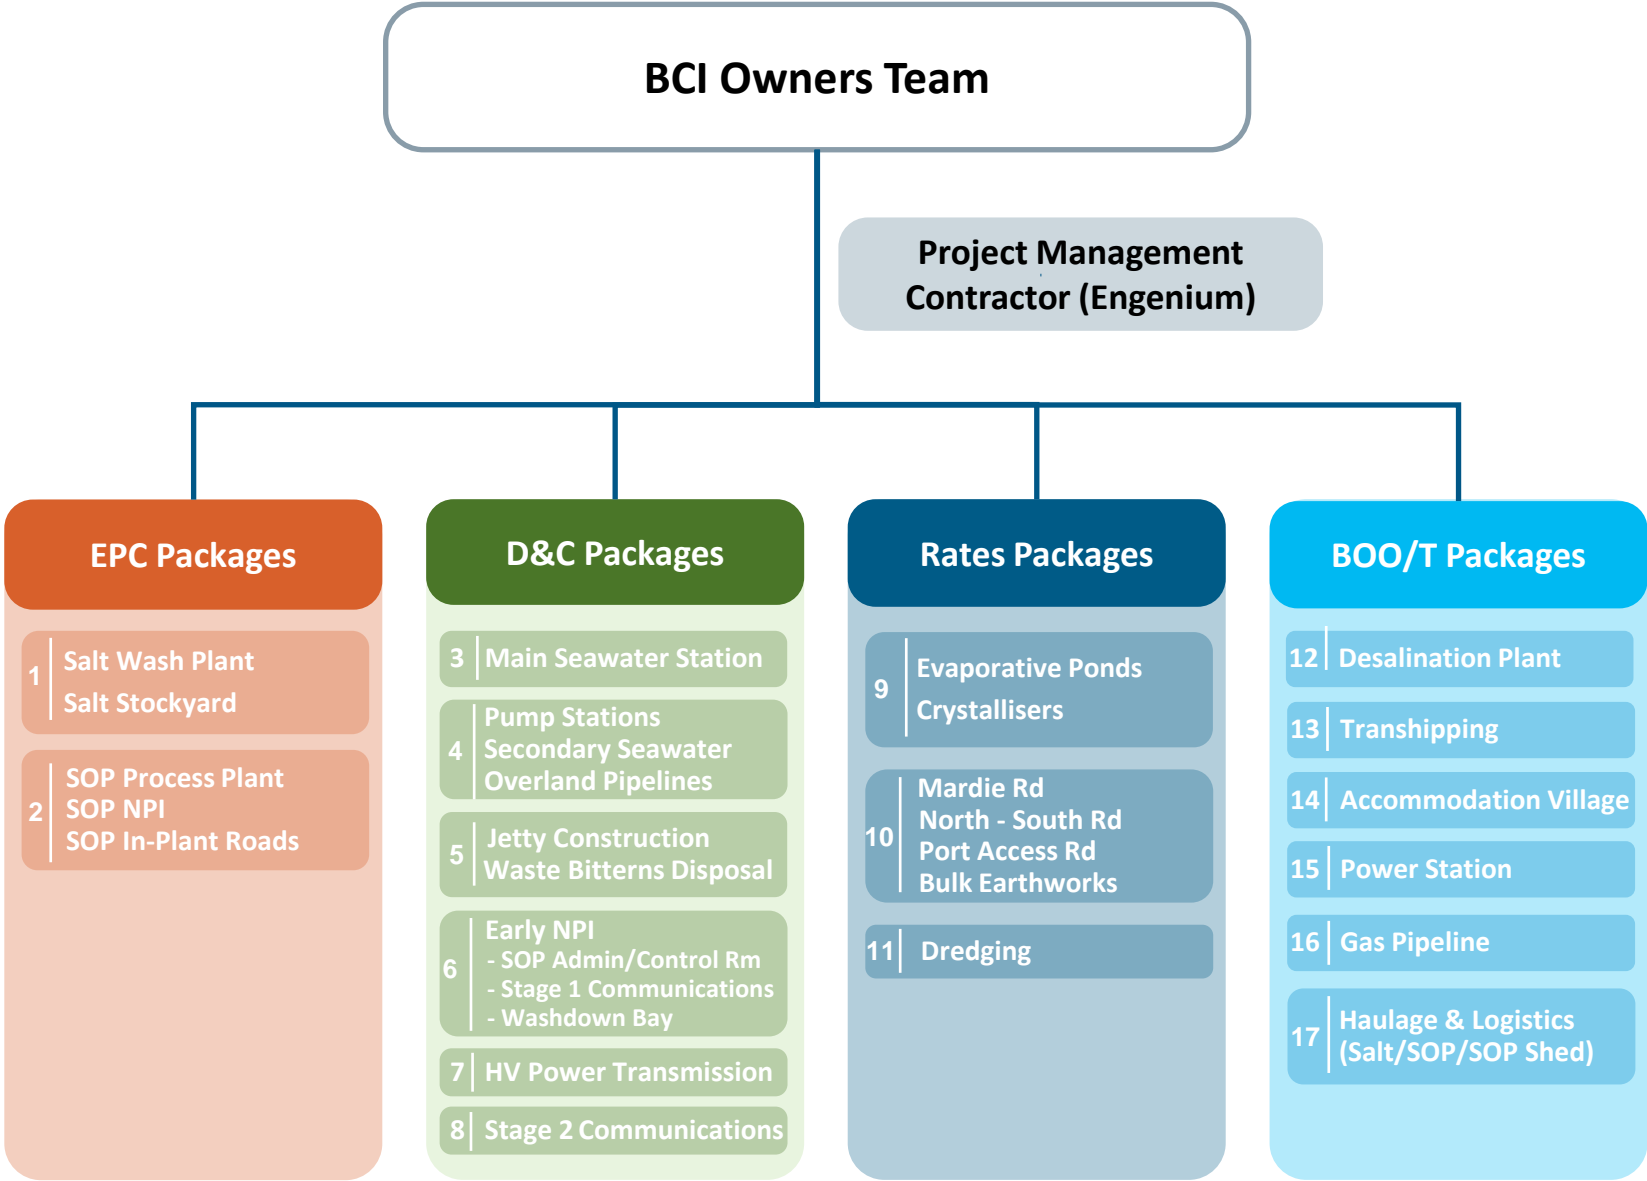 BCI Owners Team
Project Management
Contractor (Engenium)
EPC Packages
1
Salt Wash Plant
Salt Stockyard
2
SOP Process Plant
SOP NPI
SOP In-Plant Roads
D&C Packages
3 Main Seawater Station
4
Pump Stations
Secondary Seawater
Overland Pipelines
5
Jetty Construction
Waste Bitterns Disposal
6
Early NPI
- SOP Admin/Control Rm
- Stage 1 Communications
- Washdown Bay
7 HV Power Transmission
8 Stage 2 Communications
Rates Packages
9
Evaporative Ponds
Crystallisers
10
Mardie Rd
North - South Rd
Port Access Rd
Bulk Earthworks
11 Dredging
BOO/T Packages
12 Desalination Plant
13 Transhipping
14 Accommodation Village
15 Power Station
16 Gas Pipeline
17
Haulage & Logistics
(Salt/SOP/SOP Shed)